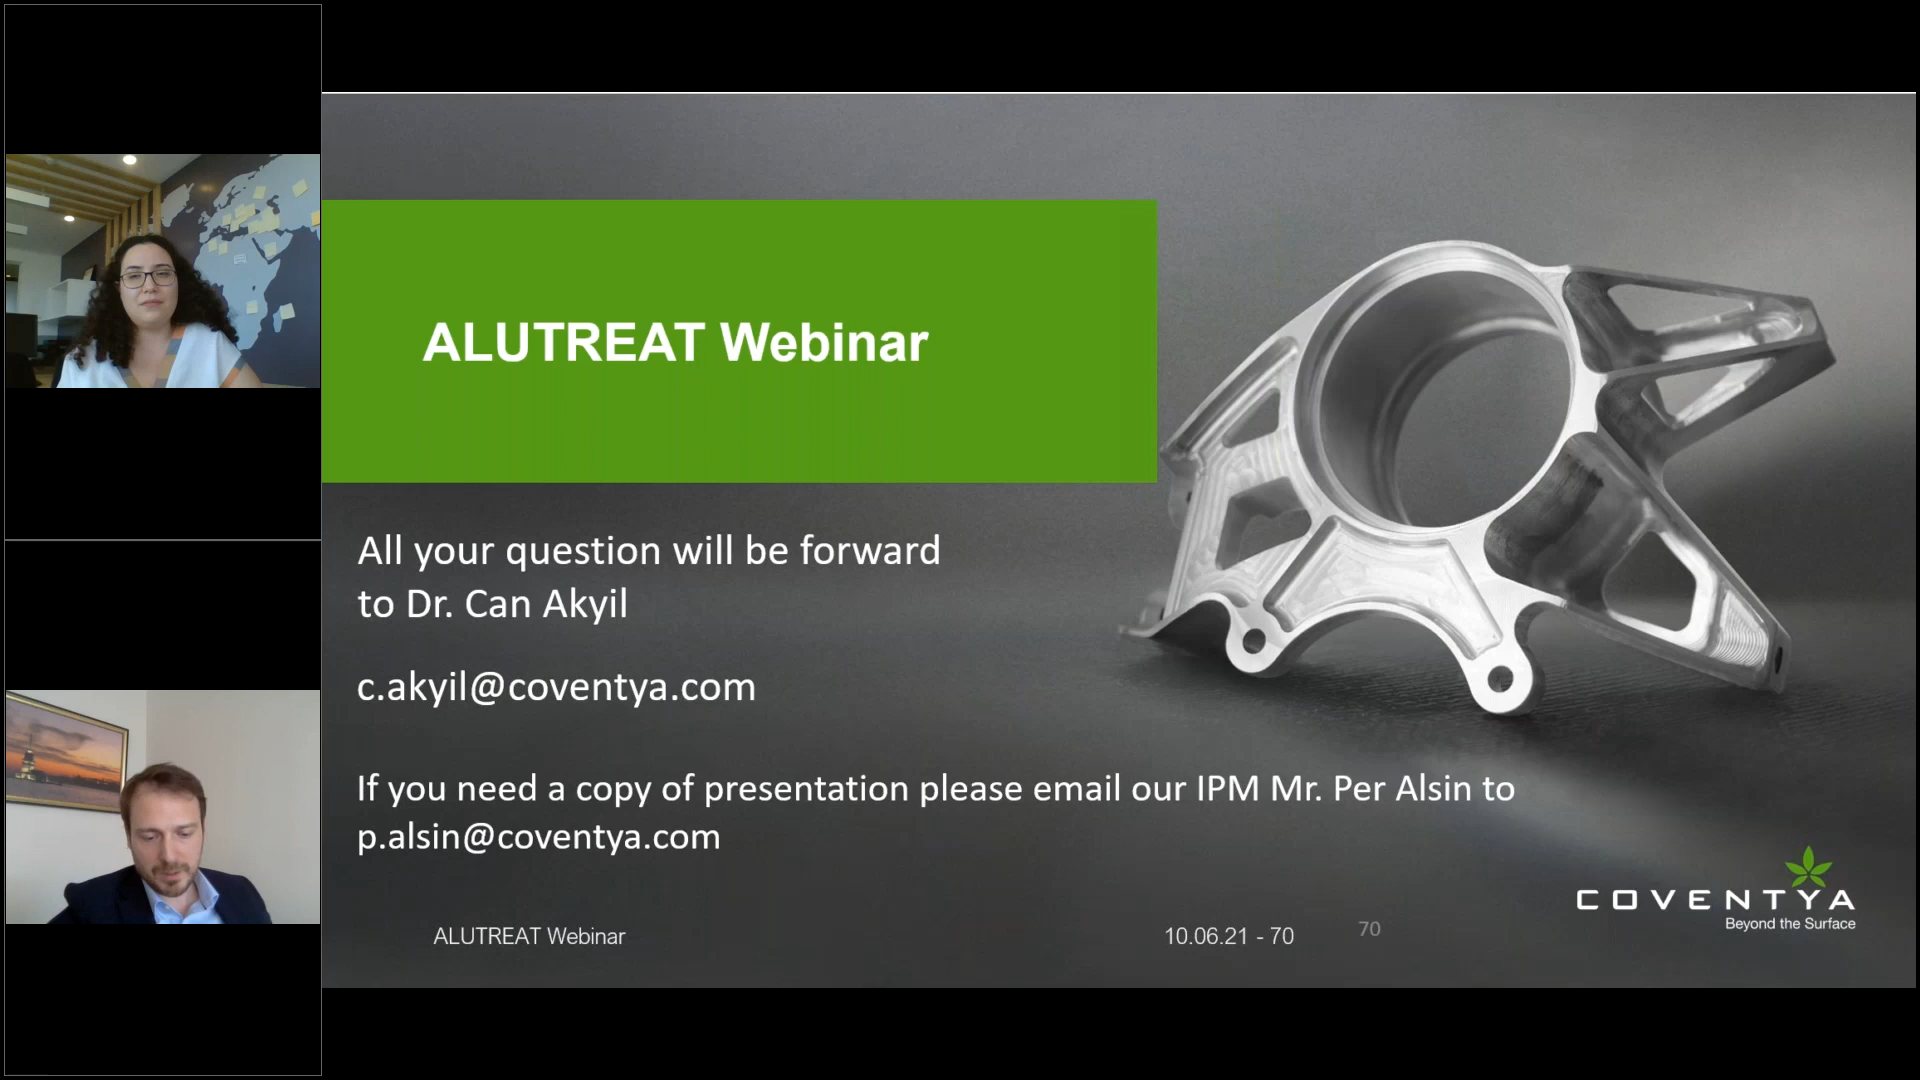 ALUTREAT Webinar
All your question will be forward
to Dr. Can Akyil
c.akyil@coventya.com
If you need a copy of presentation please email our IPM Mr. Per Alsin to
p.alsin@coventya.com
COVENTYA
Beyond the Surface
ALUTREAT Webinar
10.06.21 - 70
70